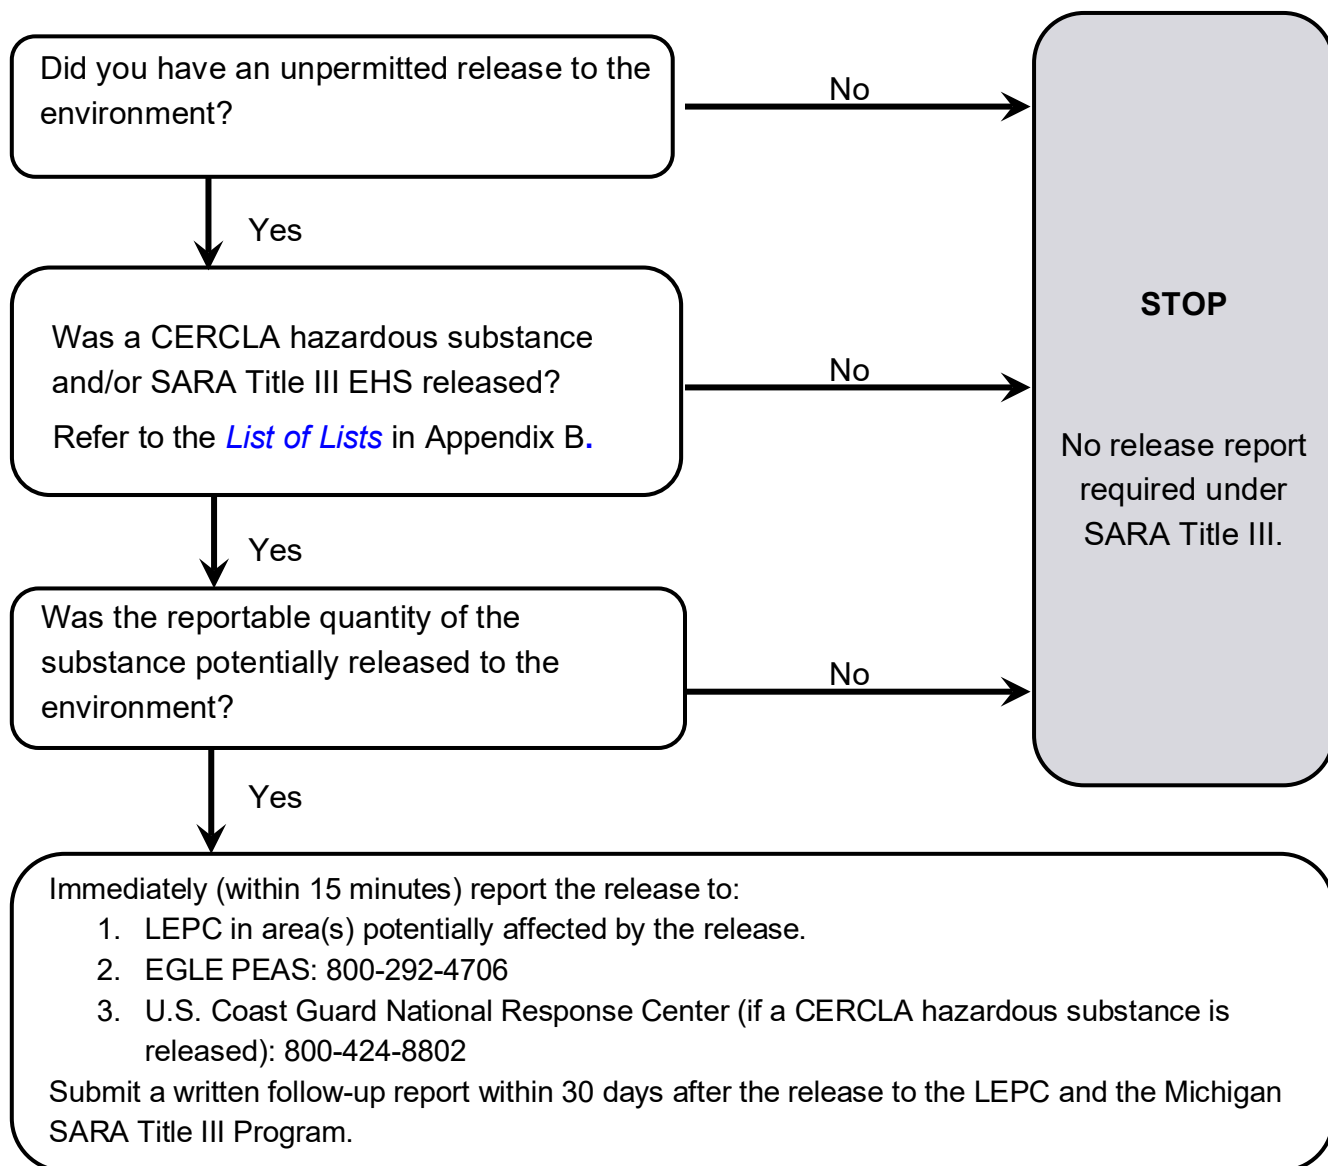 Did you have an unpermitted release to the
environment?
No
Yes
Was a CERCLA hazardous substance
and/or SARA Title III EHS released?
Refer to the List of Lists in Appendix B.
No
Yes
Was the reportable quantity of the
substance potentially released to the
environment?
No
Yes
STOP
No release report
required under
SARA Title III.
Immediately (within 15 minutes) report the release to:
1. LEPC in area(s) potentially affected by the release.
2. EGLE PEAS: 800-292-4706
3. U.S. Coast Guard National Response Center (if a CERCLA hazardous substance is
released): 800-424-8802
Submit a written follow-up report within 30 days after the release to the LEPC and the Michigan
SARA Title III Program.